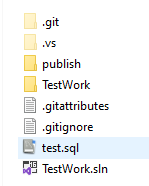 .git
.vs
publish
TestWork
.gitattributes
.gitignore
test.sql
TestWork.sln